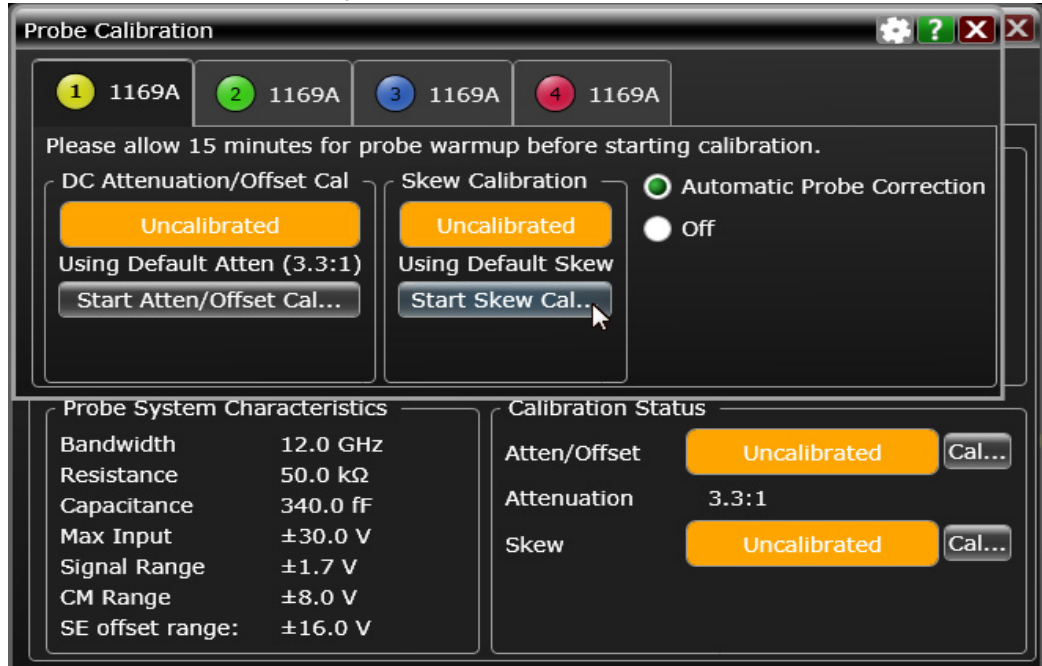 Probe Calibration
?
X
X
1 1169A
2 1169A
3 1169A
4 1169A
Please allow 15 minutes for probe warmup before starting calibration.
DC Attenuation/Offset Cal
Uncalibrated
Using Default Atten (3.3:1)
Start Atten/Offset Cal...
Skew Calibration
Uncalibrated
Using Default Skew
Start Skew Cal...
Automatic Probe Correction
Off
Probe System Characteristics
Bandwidth 12.0 GHz
Resistance 50.0 kΩ
Capacitance 340.0 fF
Max Input ±30.0 V
Signal Range ±1.7 V
CM Range ±8.0 V
SE offset range: ±16.0 V
Calibration Status
Atten/Offset Uncalibrated Cal...
Attenuation 3.3:1
Skew Uncalibrated Cal...